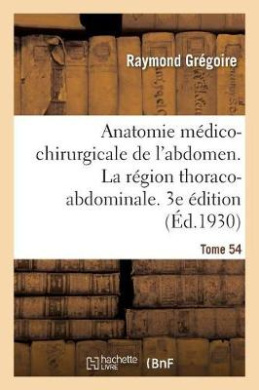 Raymond Grégoire
Anatomie médico-
chirurgicale de l'abdomen.
La région thoraco-
abdominale. 3e édition
(Éd.1930)
Tome 54
hachette
LIVRE
{BnF